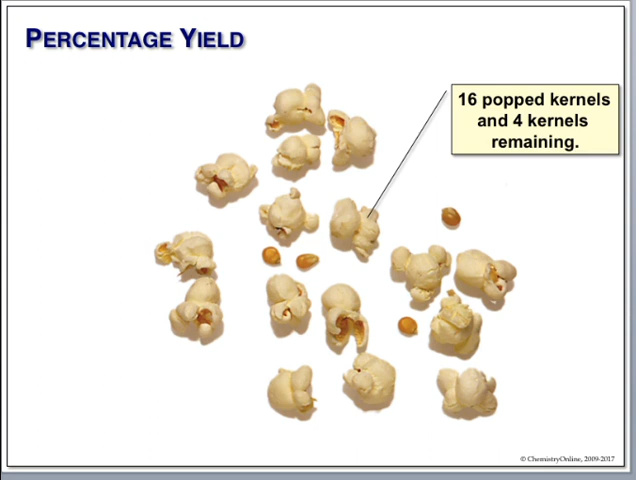 PERCENTAGE YIELD
16 popped kernels
and 4 kernels
remaining.
© ChemistryOnline, 2009-2017